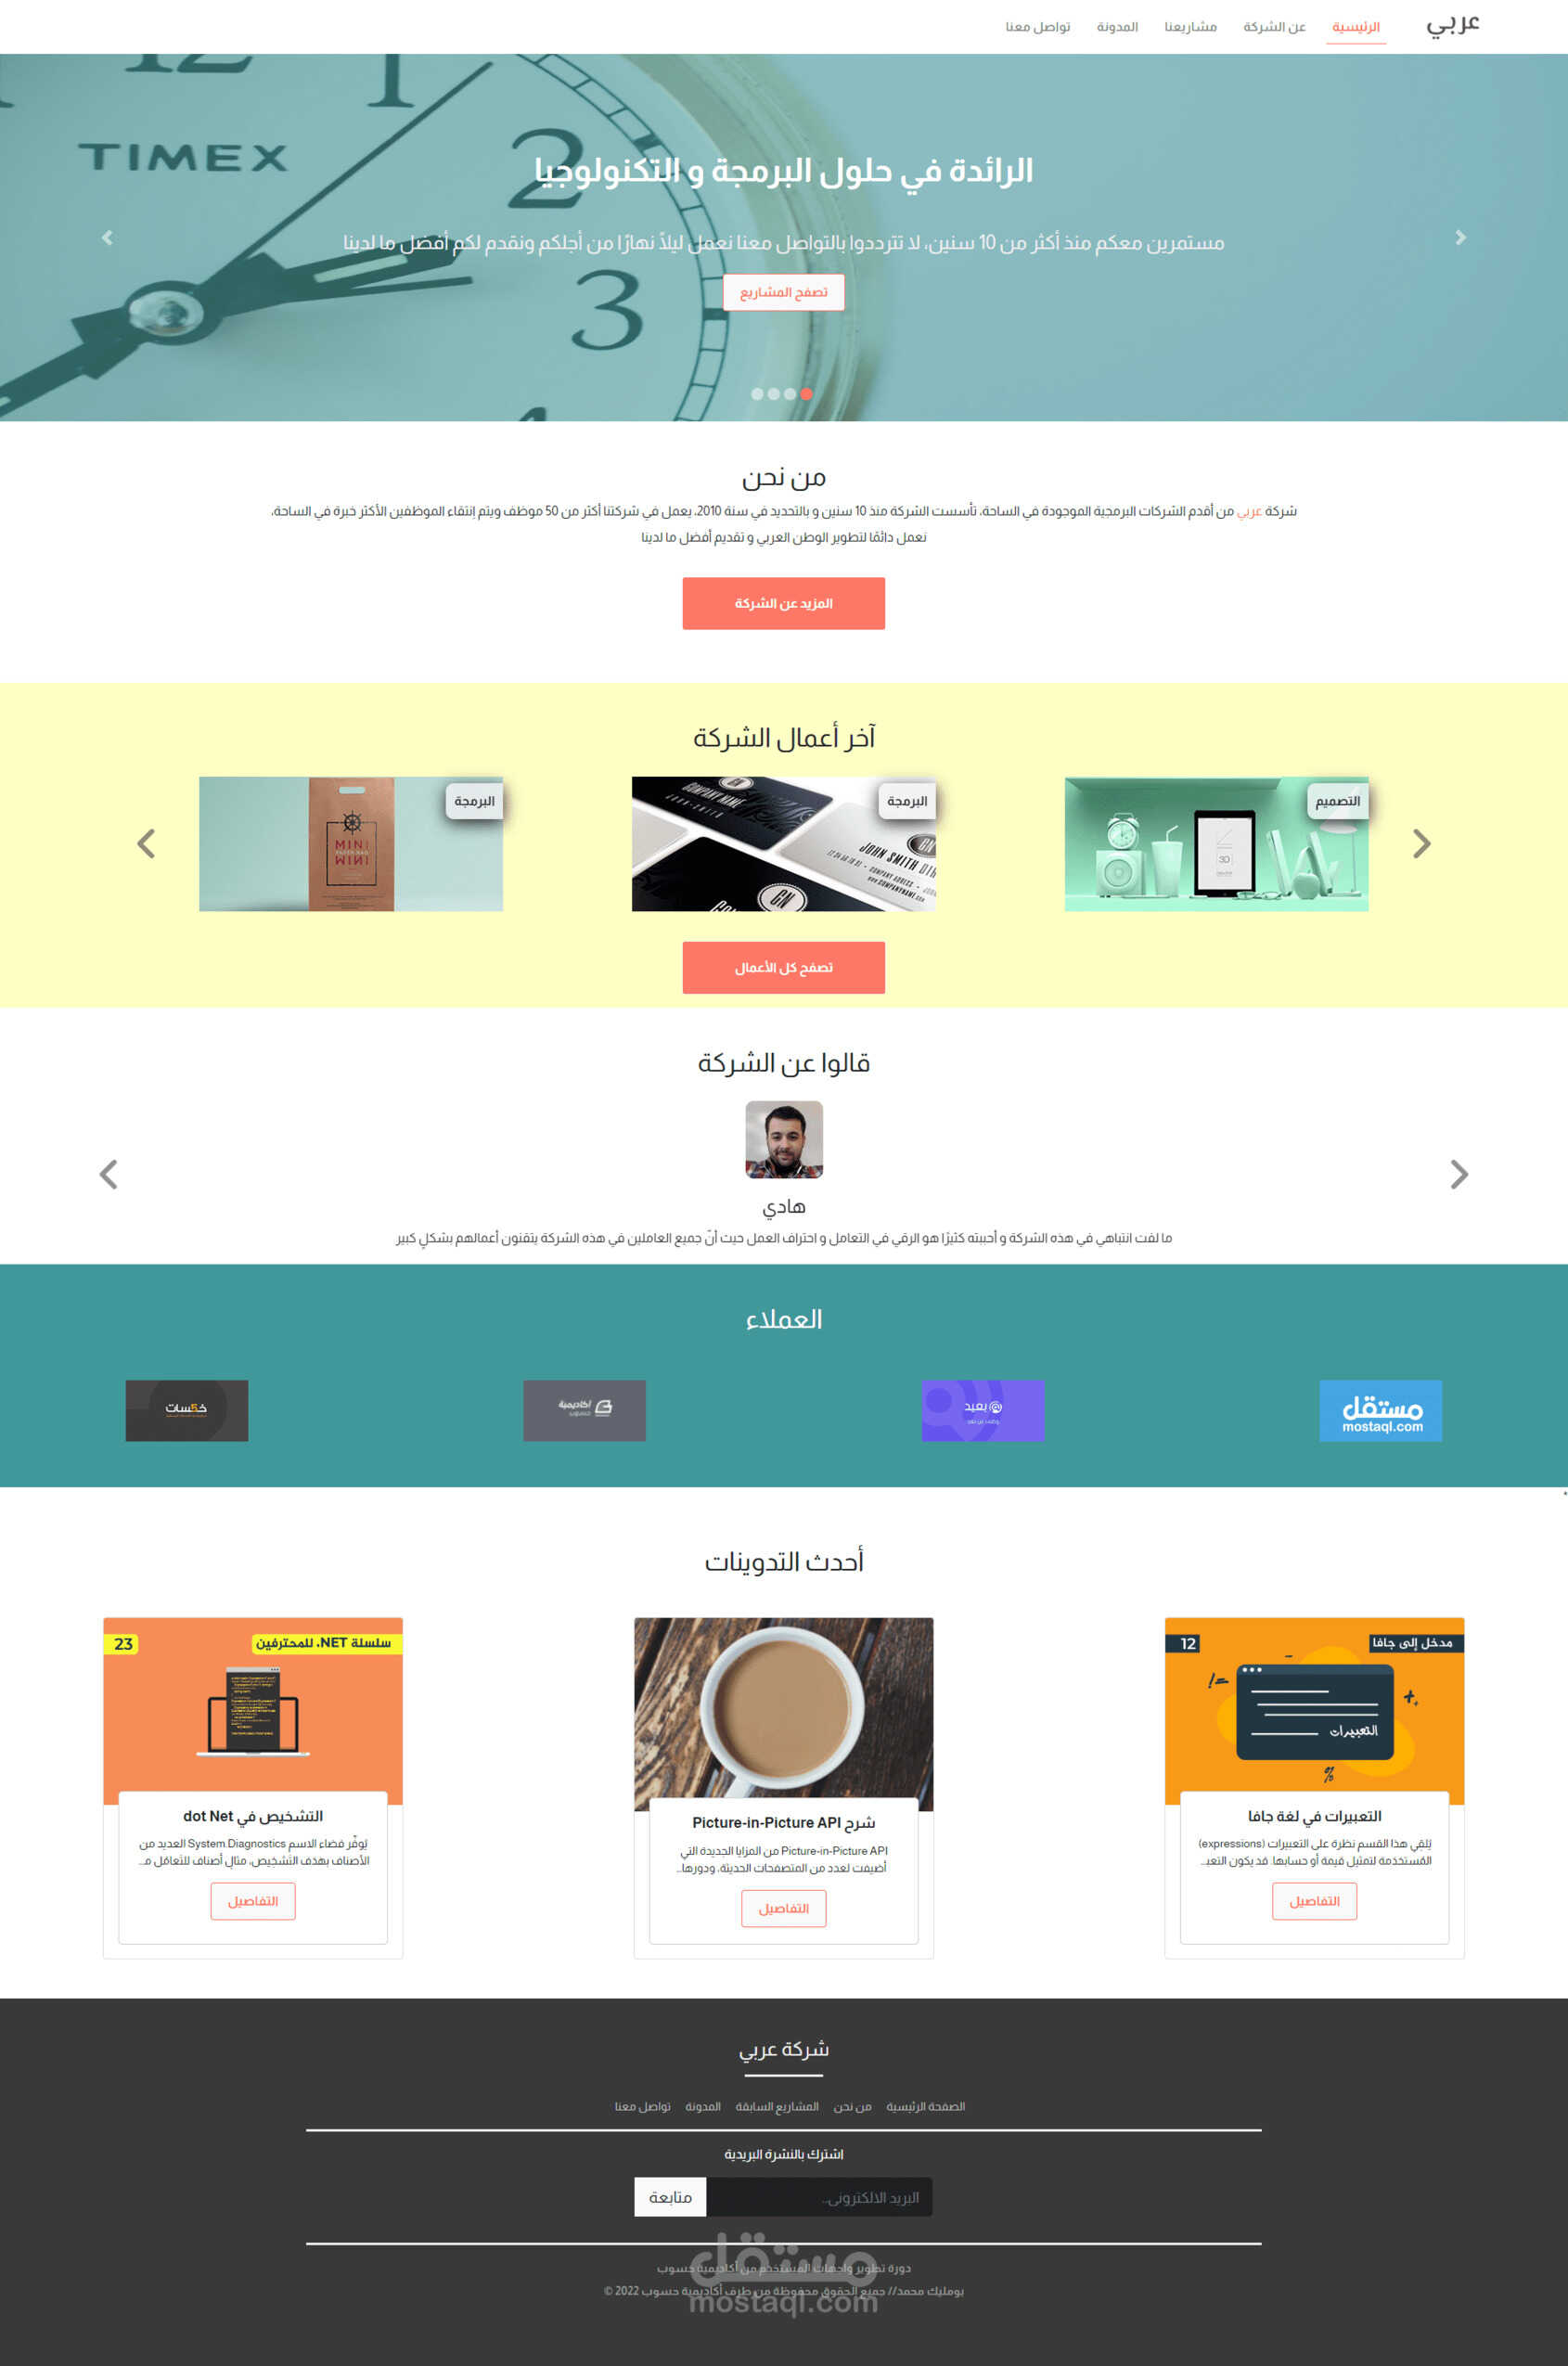 عربي
الرئيسية
عن الشركة
مشاريعنا
المدونة
تواصل معنا
TIMEX
الرائدة في حلول البرمجة و التكنولوجيا
مستمرين معكم منذ أكثر من 10 سنين، لا تترددوا بالتواصل معنا نعمل ليلاً نهارًا من أجلكم ونقدم لكم أفضل ما لدينا
تصفح المشاريع
من نحن
شركة عربي من أقدم الشركات البرمجية الموجودة في الساحة، تأسست الشركة منذ 10 سنين و بالتحديد في سنة 2010، يعمل في شركتنا أكثر من 50 موظف ويتم إنتقاء الموظفين الأكثر خبرة في الساحة،
نعمل دائمًا لتطوير الوطن العربي و تقديم أفضل ما لدينا
المزيد عن الشركة
آخر أعمال الشركة
التصميم
البرمجة
COMPANY NAME
JOHN SMITH
البرمجة
MINI
تصفح كل الأعمال
قالوا عن الشركة
هادي
ما لفت انتباهي في هذه الشركة و أحببته كثيرًا هو الرقي في التعامل و احتراف العمل حيث أنّ جميع العاملين في هذه الشركة يتقنون أعمالهم بشكلٍ كبير
العملاء
مستقل
mostaql.com
بعيد
أكاديمية
خمسات
أحدث التدوينات
مدخل إلى جافا
12
التعبيرات
التعبيرات في لغة جافا
يُلقي هذا القسم نظرة على التعبيرات (expressions)
المُستخدَمة لتمثيل قيمة أو حسابها. قد يكون التعبـ...
التفاصيل
شرح Picture-in-Picture API
Picture-in-Picture API من المزايا الجديدة التي
أضيفت لعدد من المتصفحات الحديثة، ودورها...
التفاصيل
سلسلة NET. للمحترفين
23
التشخيص في dot Net
يُوفِّر فضاء الاسم System.Diagnostics العديد من
الأصناف بهدف التشخيص، مثال أصناف للتعامل مـ...
التفاصيل
شركة عربي
الصفحة الرئيسية
من نحن
المشاريع السابقة
المدونة
تواصل معنا
اشترك بالنشرة البريدية
البريد الالكتروني..
متابعة
دورة تطوير واجهات المستخدم من أكاديمية حسوب
بومليك محمد// جميع الحقوق محفوظة من طرف أكاديمية حسوب 2022 ©
مستقل
mostaql.com